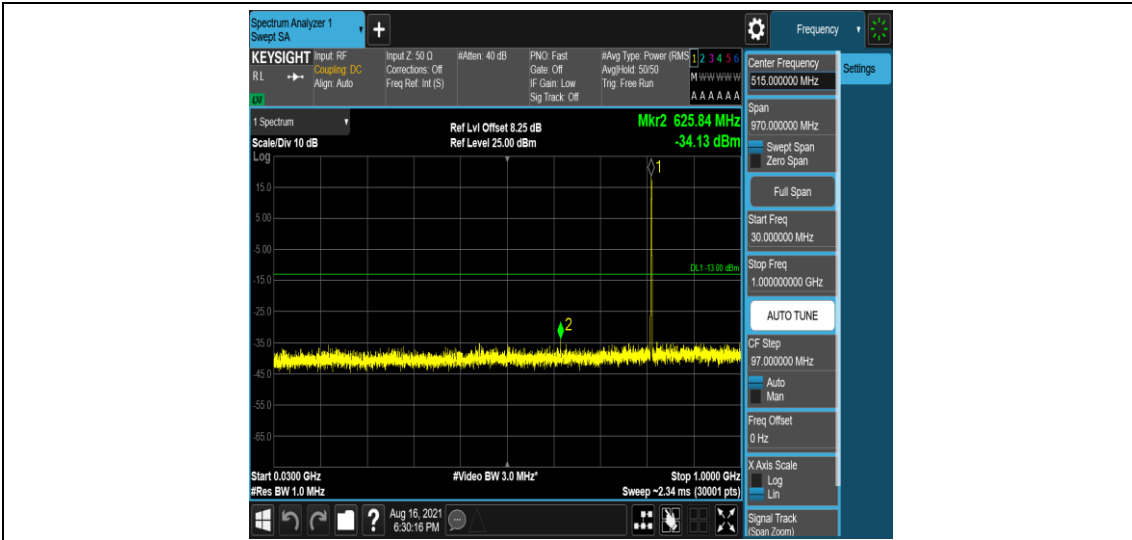 Spectrum Analyzer 1
Swept SA
+
Frequency
KEYSIGHT
RL
LXI
Input: RF
Coupling: DC
Align: Auto
Input Z: 50 Ω
Corrections: Off
Freq Ref: Int (S)
#Atten: 40 dB
PNO: Fast
Gate: Off
IF Gain: Low
Sig Track: Off
#Avg Type: Power (RMS
Avg|Hold: 50/50
Trig: Free Run
1 2 3 4 5 6
M W W W W W
A A A A A A
1 Spectrum
Scale/Div 10 dB
Ref Lvl Offset 8.25 dB
Ref Level 25.00 dBm
Mkr2 625.84 MHz
-34.13 dBm
Log
1
15.0
5.00
-5.00
DL1 -13.00 dBm
-15.0
-25.0
2
-35.0
-45.0
-55.0
-65.0
Start 0.0300 GHz
#Video BW 3.0 MHz*
Stop 1.0000 GHz
#Res BW 1.0 MHz
Sweep ~2.34 ms (30001 pts)
?
Aug 16, 2021
6:30:16 PM
Center Frequency
515.000000 MHz
Settings
Span
970.000000 MHz
Swept Span
Zero Span
Full Span
Start Freq
30.000000 MHz
Stop Freq
1.000000000 GHz
AUTO TUNE
CF Step
97.000000 MHz
Auto
Man
Freq Offset
0 Hz
X Axis Scale
Log
Lin
Signal Track
(Span Zoom)